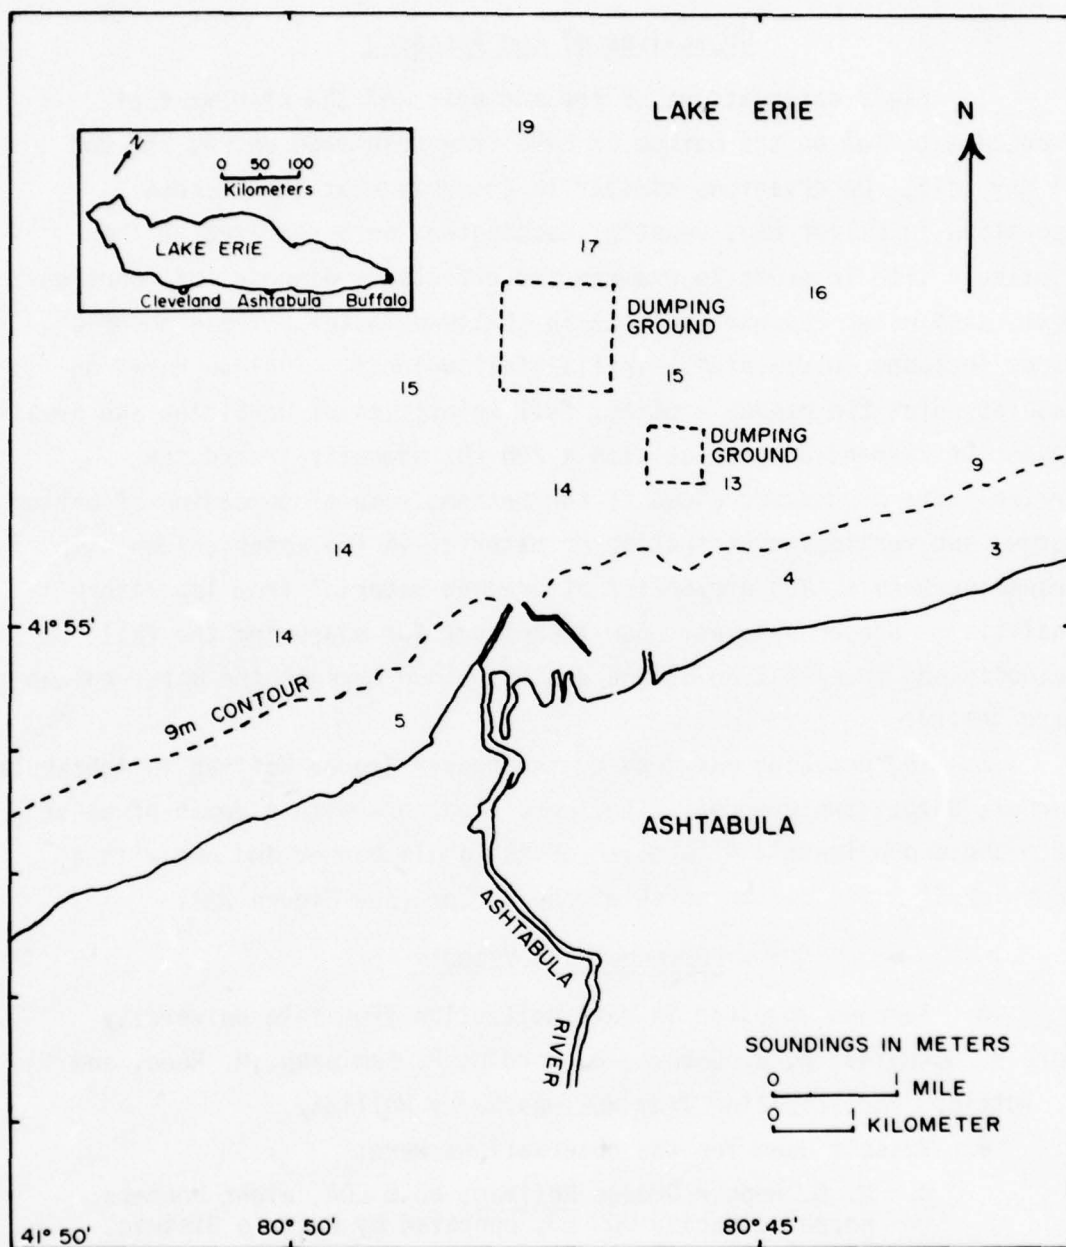 LAKE ERIE
N
19
0 50 100
Kilometers
LAKE ERIE
Cleveland Ashtabula Buffalo
17
16
DUMPING
GROUND
15
15
DUMPING
GROUND
9
14
13
14
3
4
41° 55'
14
9m CONTOUR
5
ASHTABULA
ASHTABULA
RIVER
SOUNDINGS IN METERS
0
MILE
0
KILOMETER
41° 50'
80° 50'
80° 45'